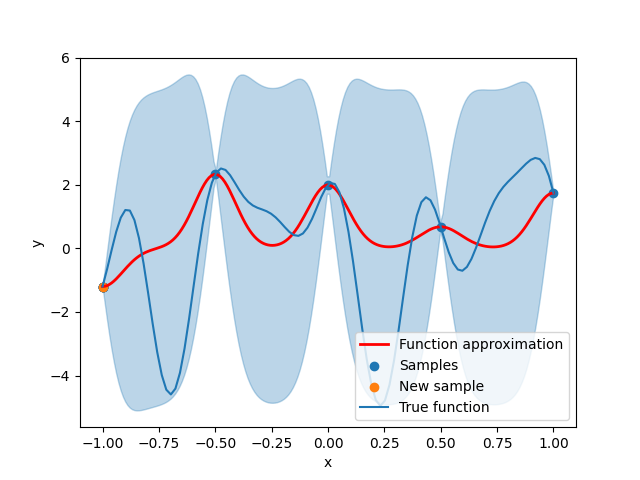 6
4
2
0
−2
−4
y
−1.00 −0.75 −0.50 −0.25 0.00 0.25 0.50 0.75 1.00
x
Function approximation
Samples
New sample
True function